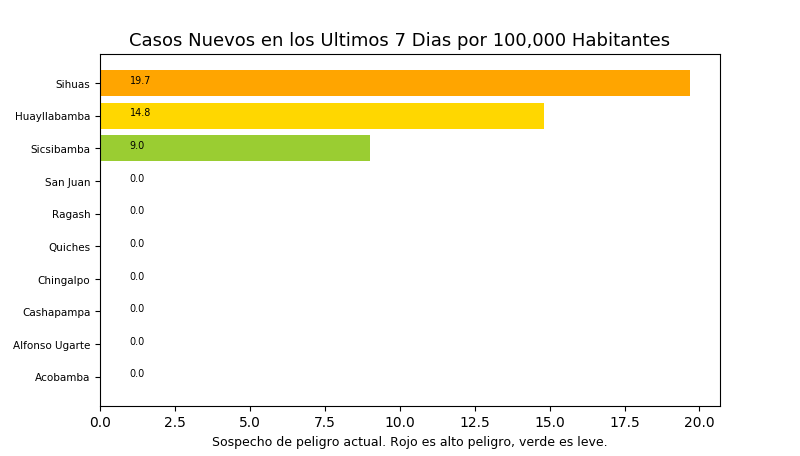 Casos Nuevos en los Ultimos 7 Dias por 100,000 Habitantes
Sihuas 19.7
Huayllabamba 14.8
Sicsibamba 9.0
San Juan 0.0
Ragash 0.0
Quiches 0.0
Chingalpo 0.0
Cashapampa 0.0
Alfonso Ugarte 0.0
Acobamba 0.0
0.0 2.5 5.0 7.5 10.0 12.5 15.0 17.5 20.0
Sospecho de peligro actual. Rojo es alto peligro, verde es leve.